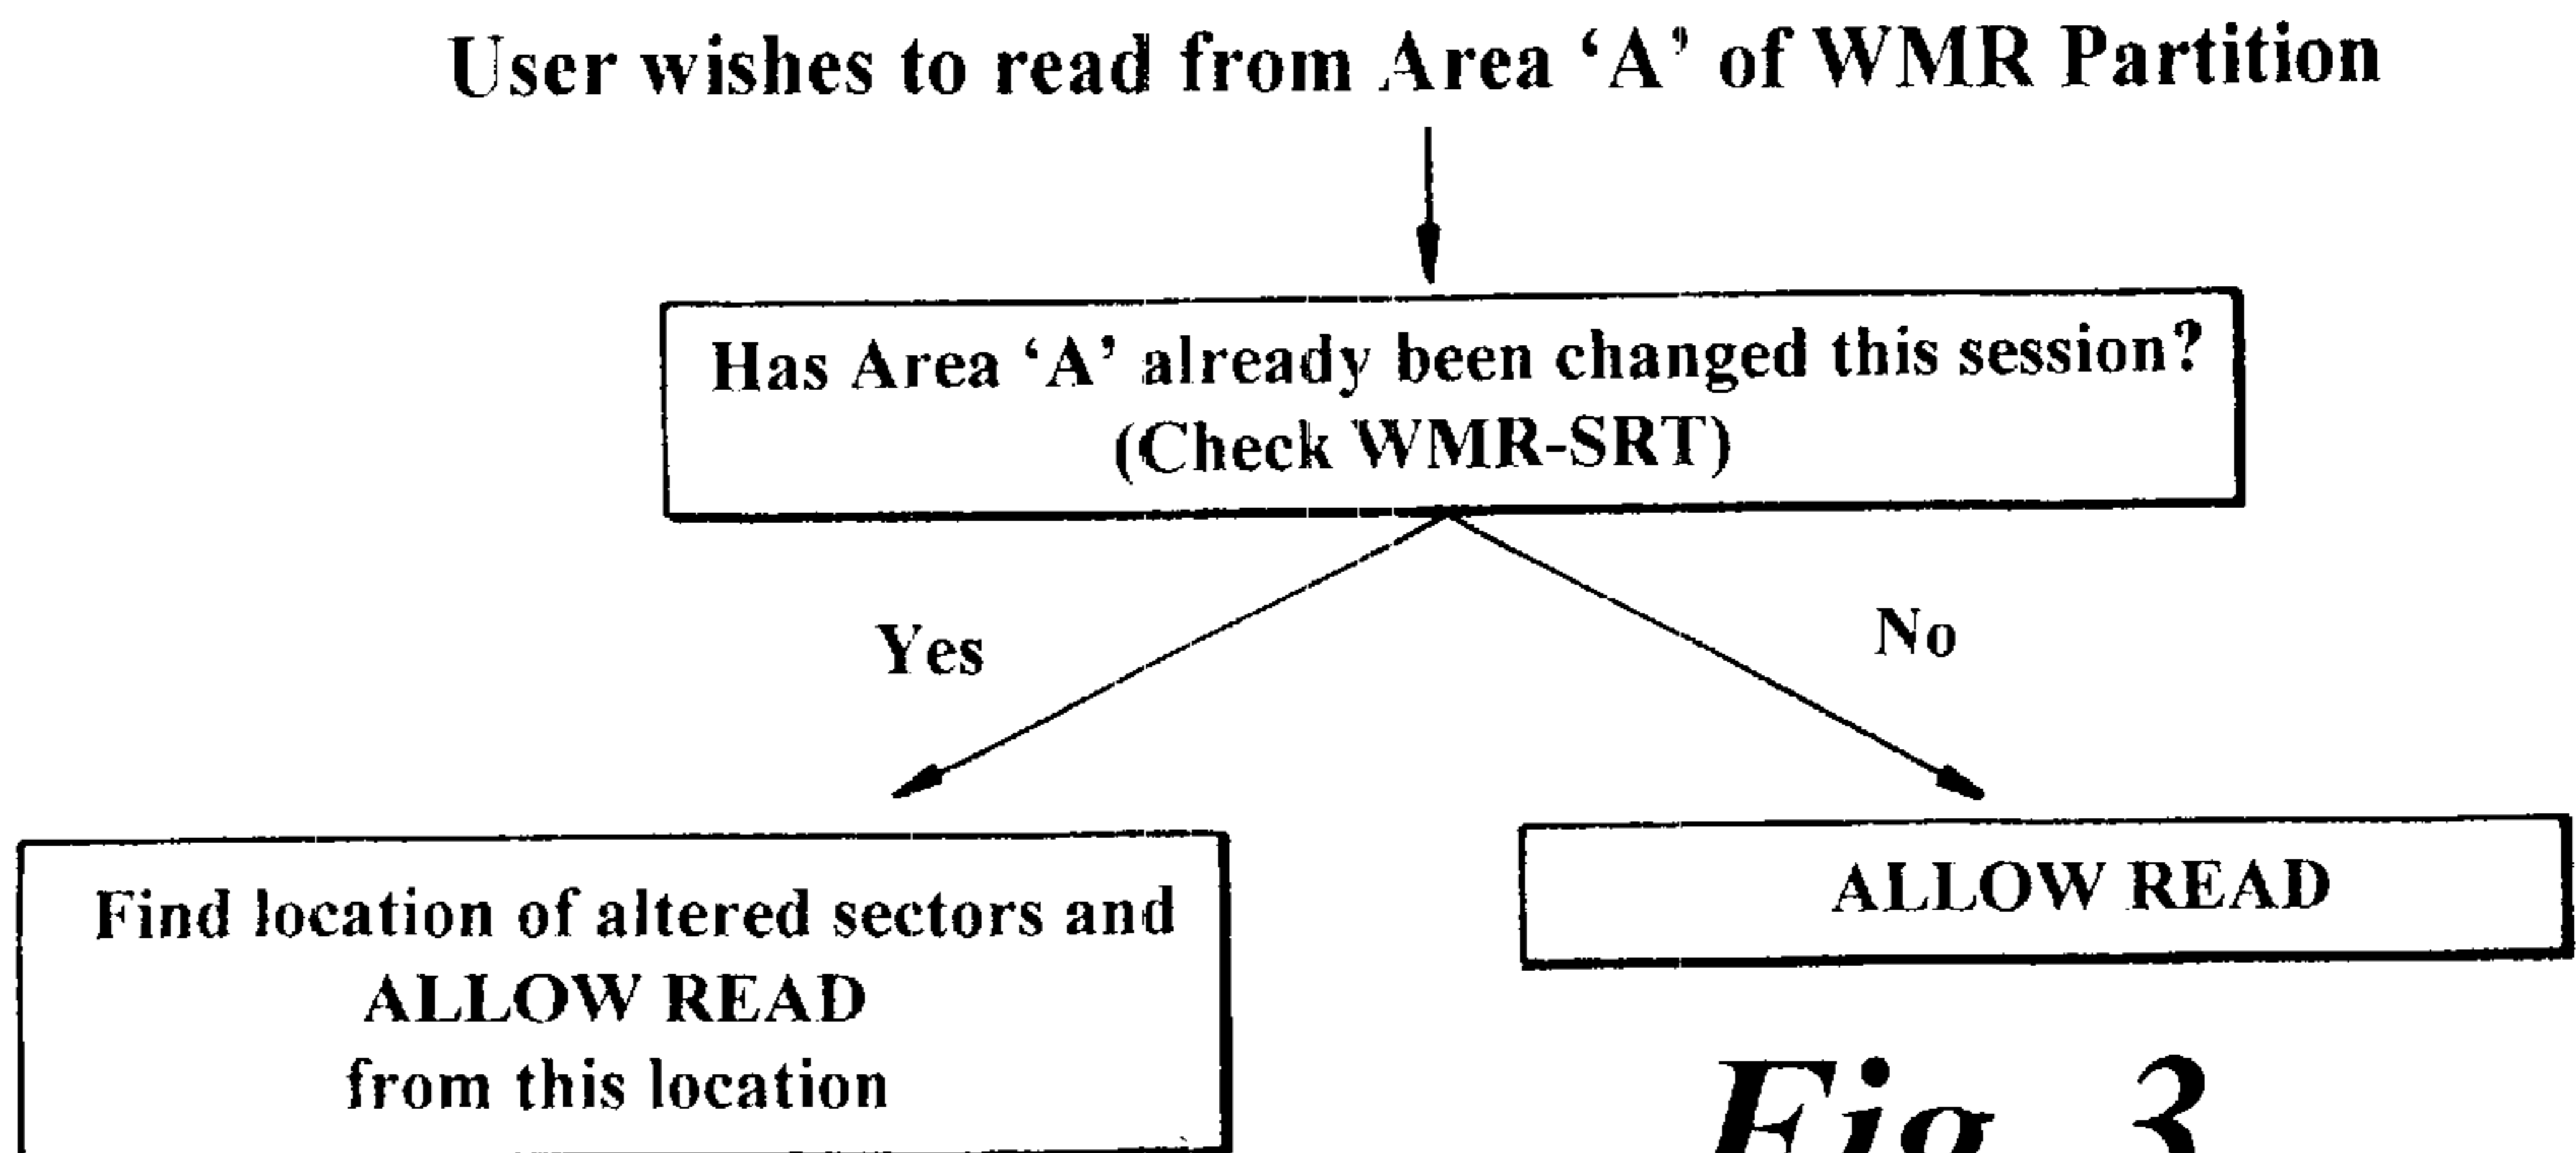 User wishes to read from Area ‘A’ of WMR Partition
Has Area ‘A’ already been changed this session?
(Check WMR-SRT)
Yes
No
Find location of altered sectors and
ALLOW READ
from this location
ALLOW READ
Fig. 3